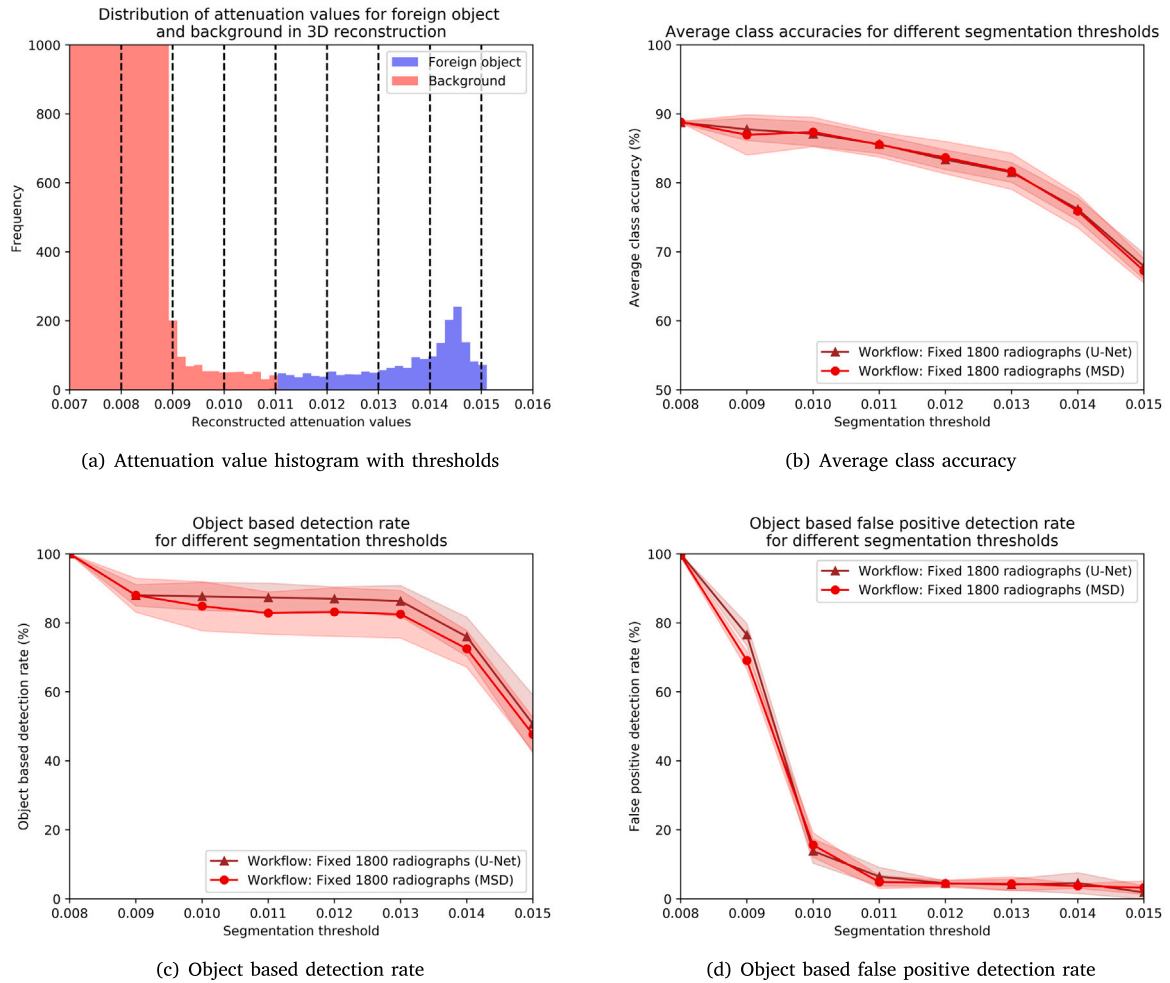 Distribution of attenuation values for foreign object
and background in 3D reconstruction
1000
800
600
400
200
0
Frequency
Foreign object
Background
0.007 0.008 0.009 0.010 0.011 0.012 0.013 0.014 0.015 0.016
Reconstructed attenuation values
(a) Attenuation value histogram with thresholds
Average class accuracies for different segmentation thresholds
100
90
80
70
60
50
Average class accuracy (%)
Workflow: Fixed 1800 radiographs (U-Net)
Workflow: Fixed 1800 radiographs (MSD)
0.008 0.009 0.010 0.011 0.012 0.013 0.014 0.015
Segmentation threshold
(b) Average class accuracy
Object based detection rate
for different segmentation thresholds
100
80
60
40
20
0
Object based detection rate (%)
Workflow: Fixed 1800 radiographs (U-Net)
Workflow: Fixed 1800 radiographs (MSD)
0.008 0.009 0.010 0.011 0.012 0.013 0.014 0.015
Segmentation threshold
(c) Object based detection rate
Object based false positive detection rate
for different segmentation thresholds
100
80
60
40
20
0
False positive detection rate (%)
Workflow: Fixed 1800 radiographs (U-Net)
Workflow: Fixed 1800 radiographs (MSD)
0.008 0.009 0.010 0.011 0.012 0.013 0.014 0.015
Segmentation threshold
(d) Object based false positive detection rate